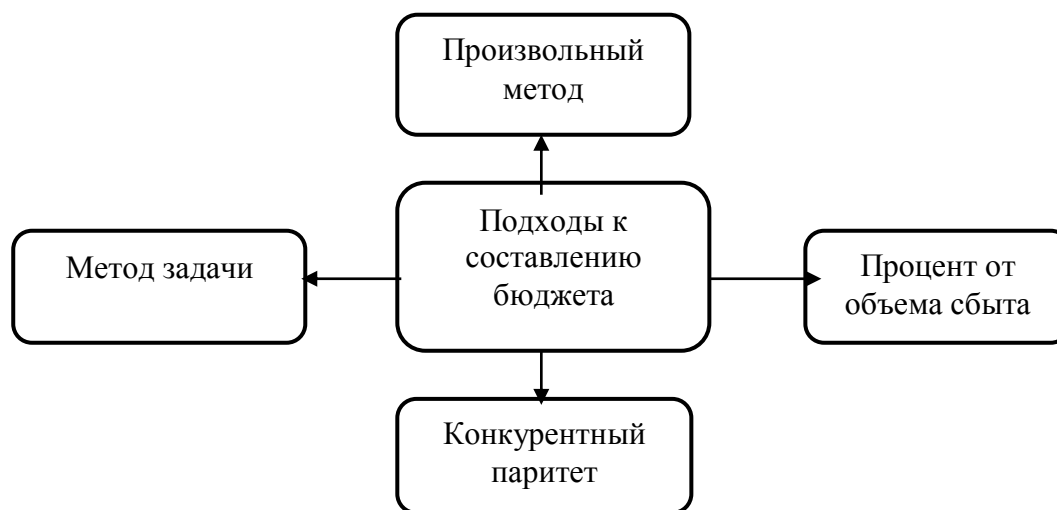 Произвольный
метод
Подходы к
составлению
бюджета
Метод задачи
Процент от
объема сбыта
Конкурентный
паритет